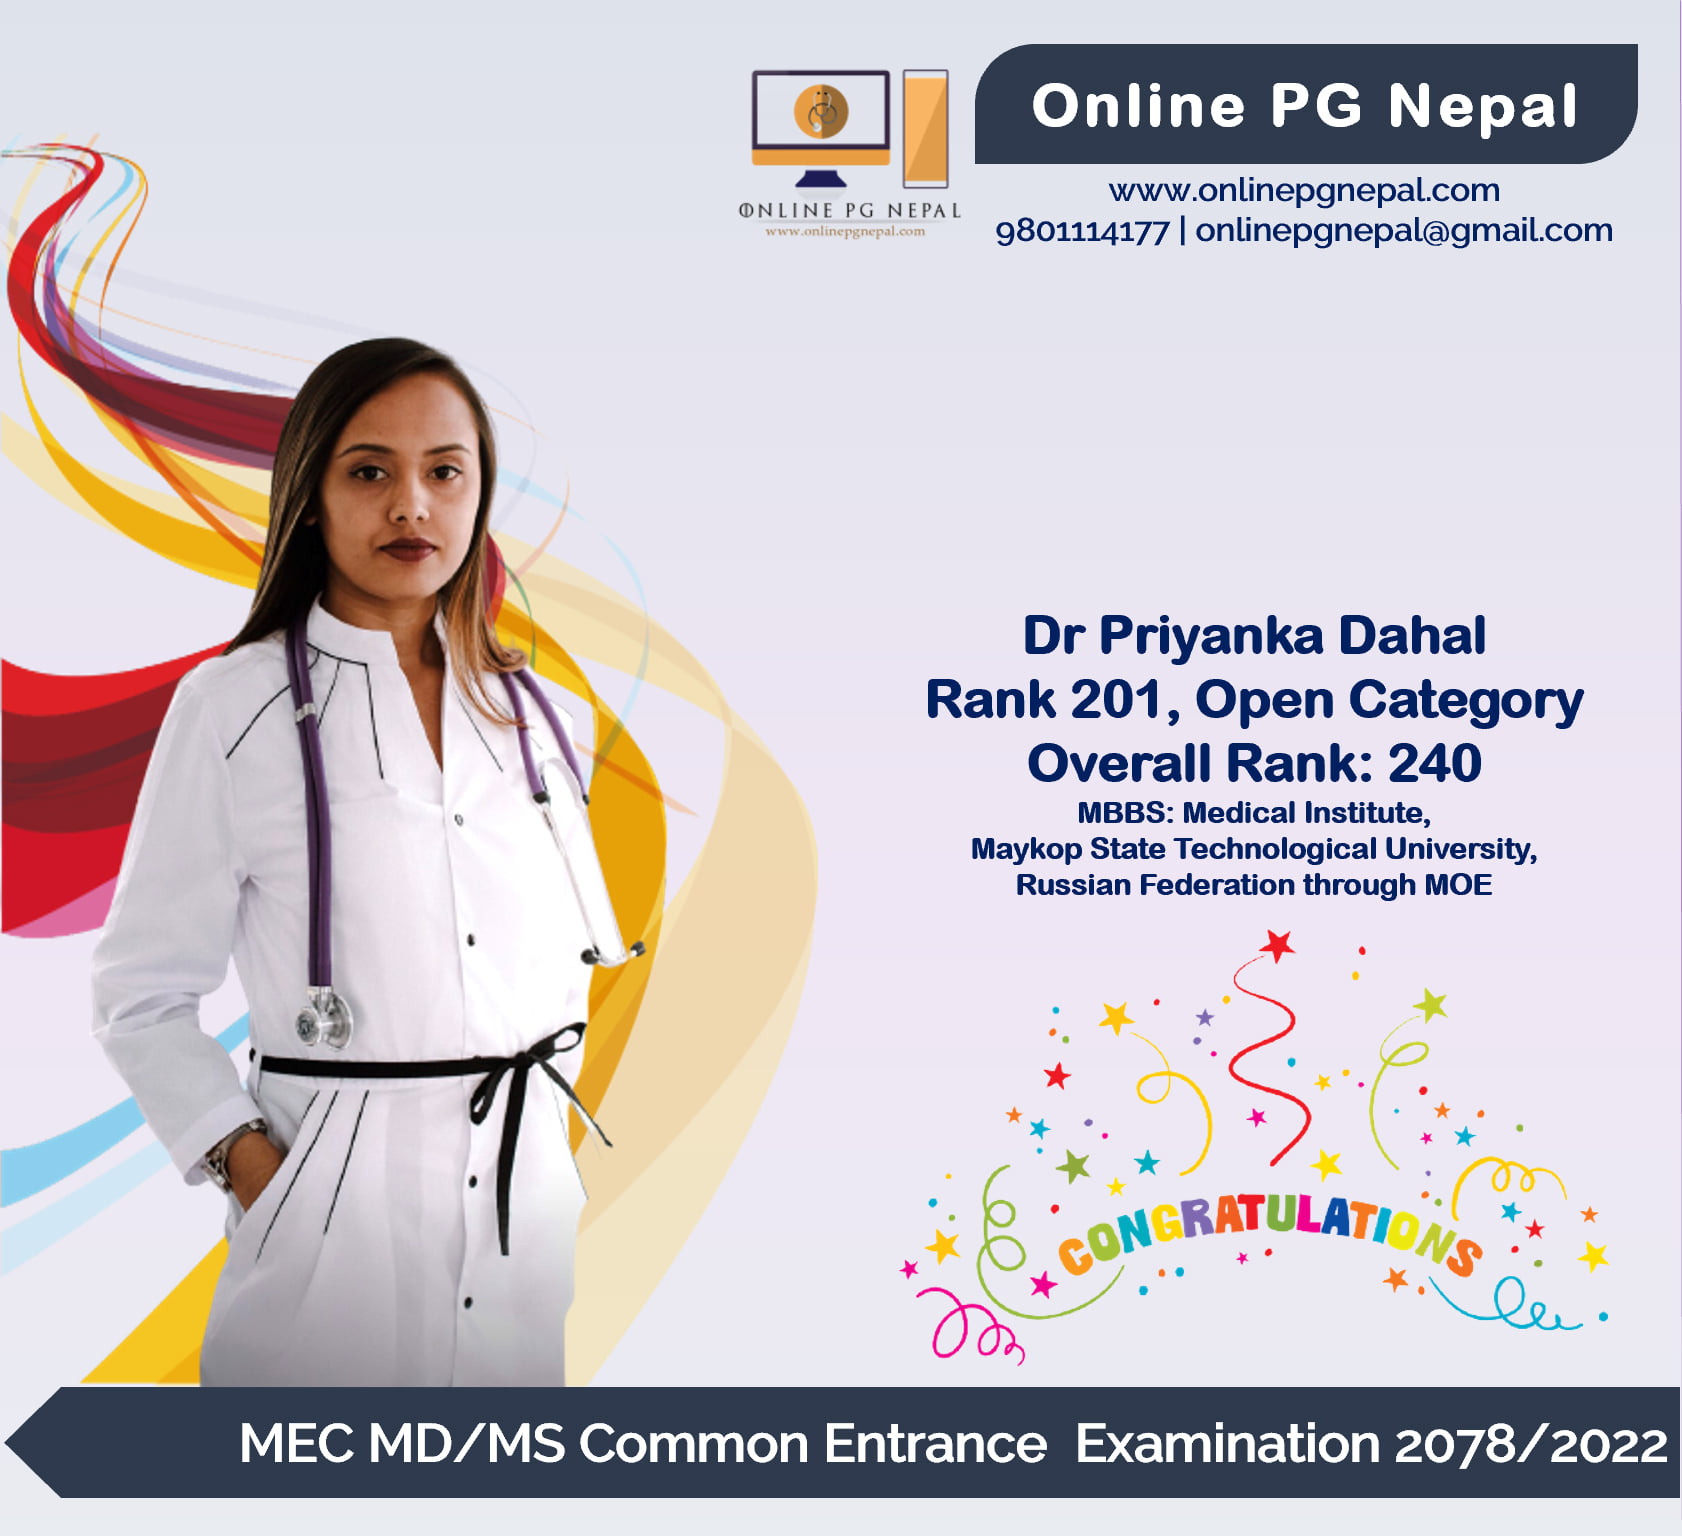 ONLINE PG NEPAL
www.onlinepgnepal.com
Online PG Nepal
www.onlinepgnepal.com
9801114177 | onlinepgnepal@gmail.com
Dr Priyanka Dahal
Rank 201, Open Category
Overall Rank: 240
MBBS: Medical Institute,
Maykop State Technological University,
Russian Federation through MOE
CONGRATULATIONS
MEC MD/MS Common Entrance Examination 2078/2022